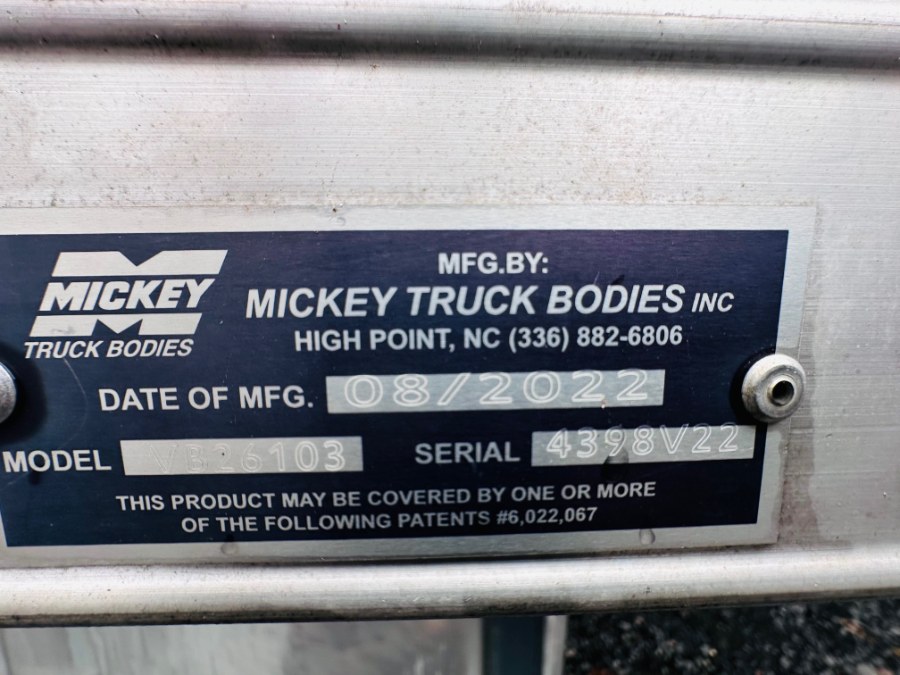 MICKEY
TRUCK BODIES
MFG.BY:
MICKEY TRUCK BODIES INC
HIGH POINT, NC (336) 882-6806
DATE OF MFG. 08/2022
MODEL VB26103 SERIAL 4398V22
THIS PRODUCT MAY BE COVERED BY ONE OR MORE
OF THE FOLLOWING PATENTS #6,022,067